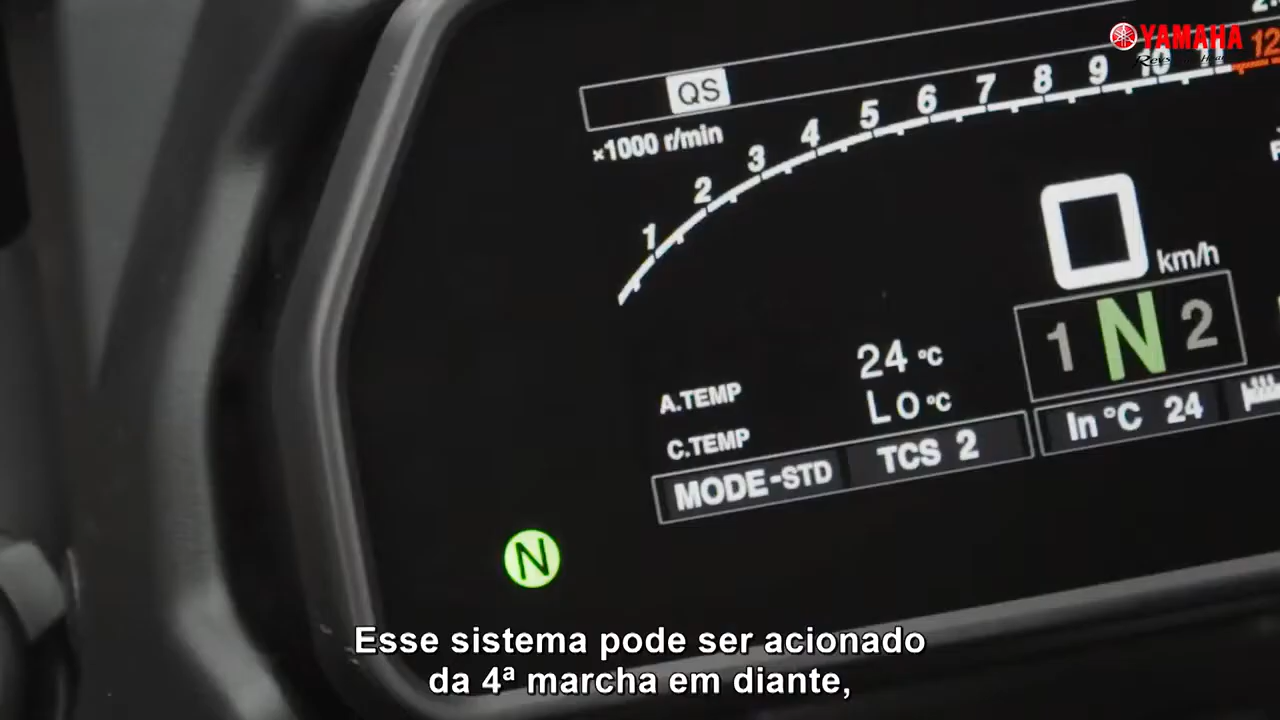 YAMAHA
QS
×1000 r/min
1 2 3 4 5 6 7 8 9 10 11 12
0 km/h
1 N 2
A.TEMP 24 °C
C.TEMP Lo °C
MODE-STD TCS 2 In °C 24
N
Esse sistema pode ser acionado
da 4ª marcha em diante,